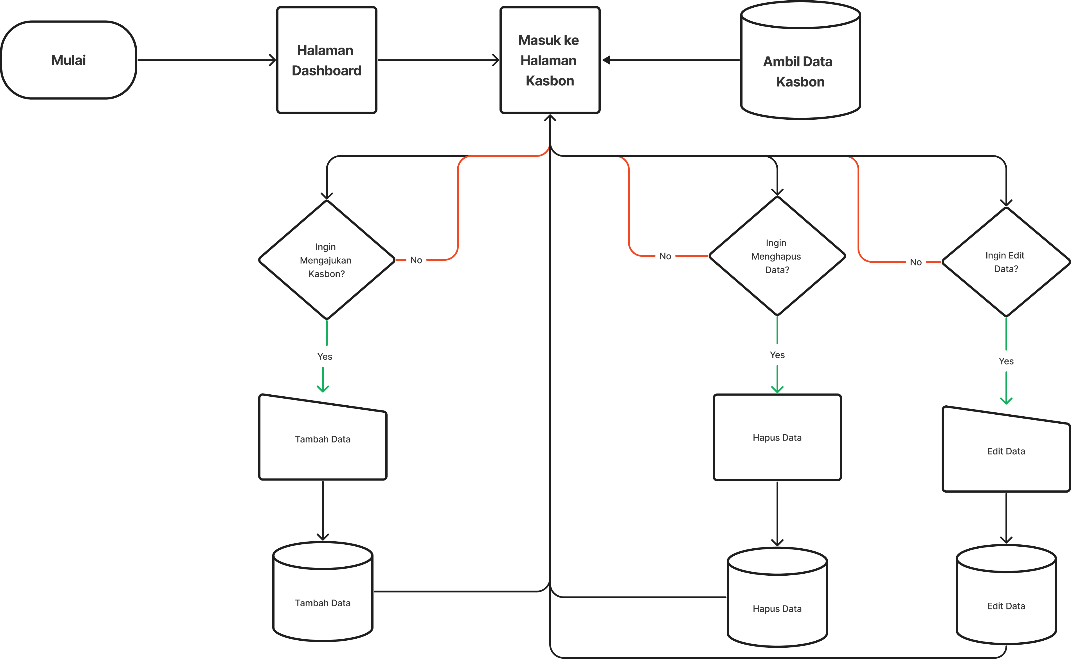 Mulai
Halaman
Dashboard
Masuk ke
Halaman
Kasbon
Ambil Data
Kasbon
Ingin
Mengajukan
Kasbon?
No
Ingin
Menghapus
Data?
No
Ingin Edit
Data?
No
Yes
Yes
Yes
Tambah Data
Hapus Data
Edit Data
Tambah Data
Hapus Data
Edit Data